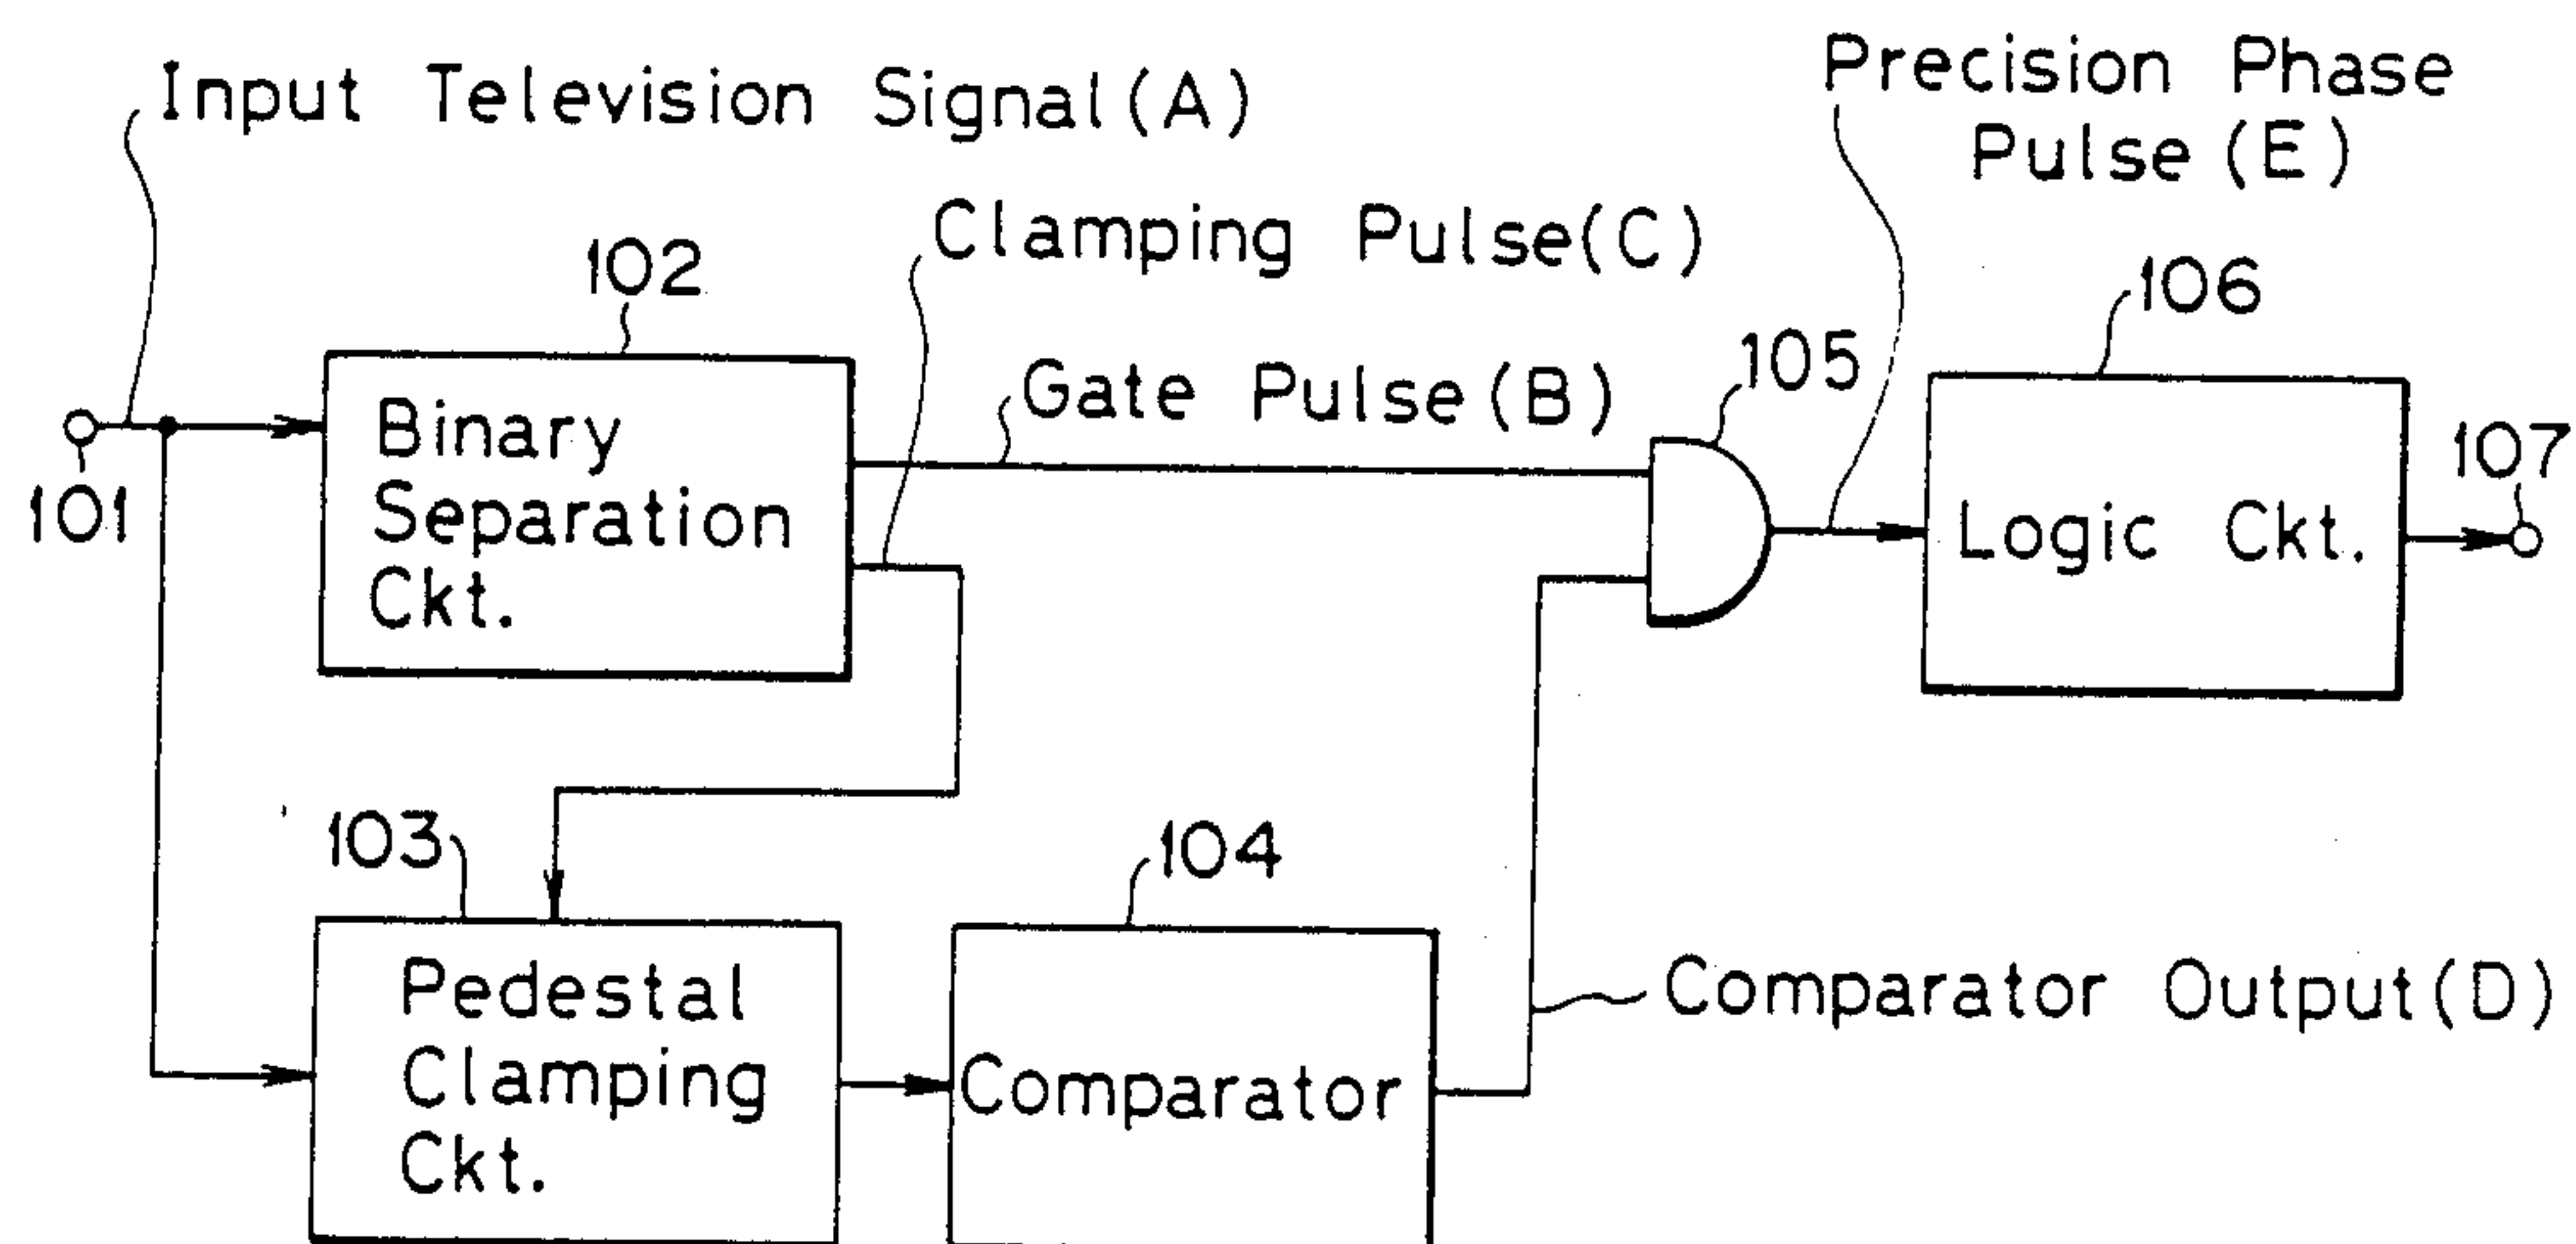 Input Television Signal(A)
Precision Phase
Pulse(E)
Clamping Pulse(C)
102
106
105
Gate Pulse(B)
101
Binary
Separation
Ckt.
107
Logic Ckt.
103
104
Pedestal
Clamping
Ckt.
Comparator
Comparator Output(D)